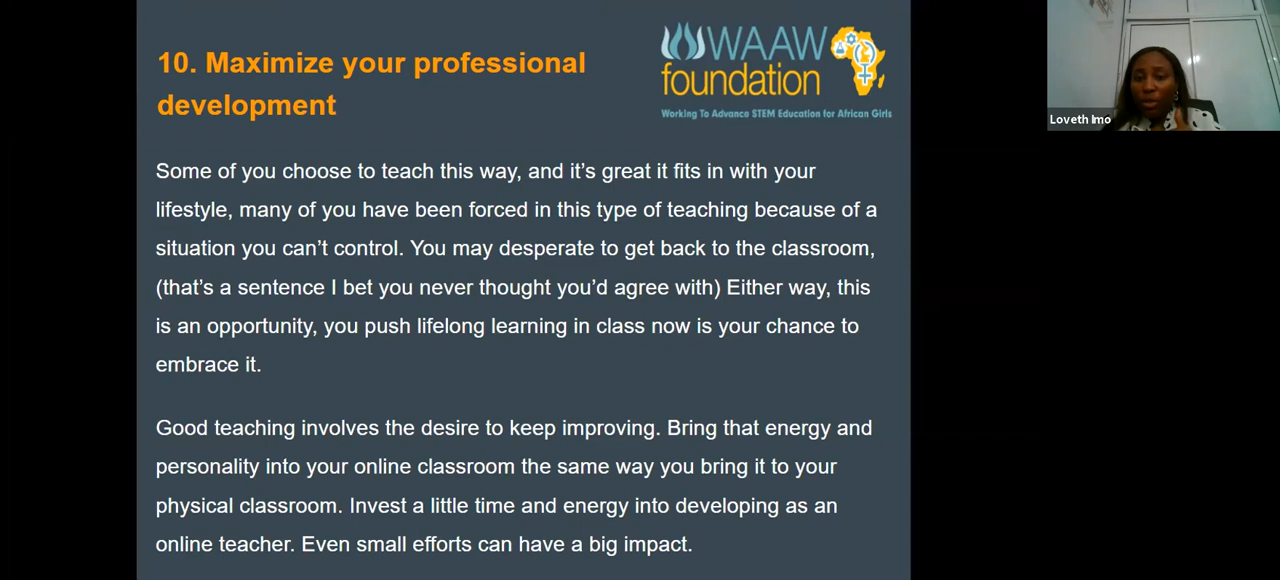 10. Maximize your professional
development
WAAW
foundation
Working To Advance STEM Education for African Girls
Loveth Imo
Some of you choose to teach this way, and it’s great it fits in with your
lifestyle, many of you have been forced in this type of teaching because of a
situation you can’t control. You may desperate to get back to the classroom,
(that’s a sentence I bet you never thought you’d agree with) Either way, this
is an opportunity, you push lifelong learning in class now is your chance to
embrace it.
Good teaching involves the desire to keep improving. Bring that energy and
personality into your online classroom the same way you bring it to your
physical classroom. Invest a little time and energy into developing as an
online teacher. Even small efforts can have a big impact.